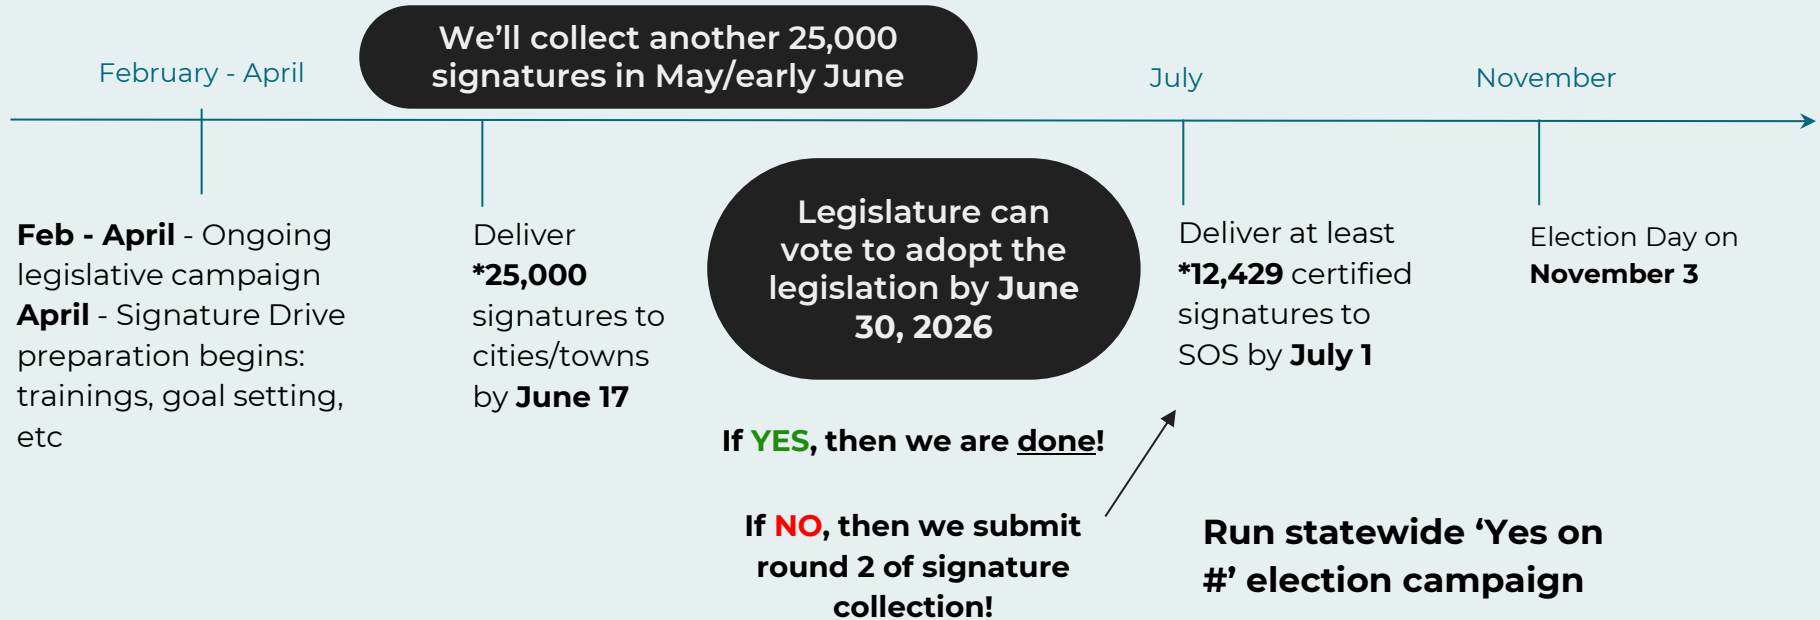 We'll collect another 25,000
signatures in May/early June
February - April
July
November
Feb - April - Ongoing
legislative campaign
April - Signature Drive
preparation begins:
trainings, goal setting,
etc
Deliver
*25,000
signatures to
cities/towns
by June 17
Legislature can
vote to adopt the
legislation by June
30, 2026
If YES, then we are done!
If NO, then we submit
round 2 of signature
collection!
Deliver at least
*12,429 certified
signatures to
SOS by July 1
Election Day on
November 3
Run statewide ‘Yes on
#’ election campaign